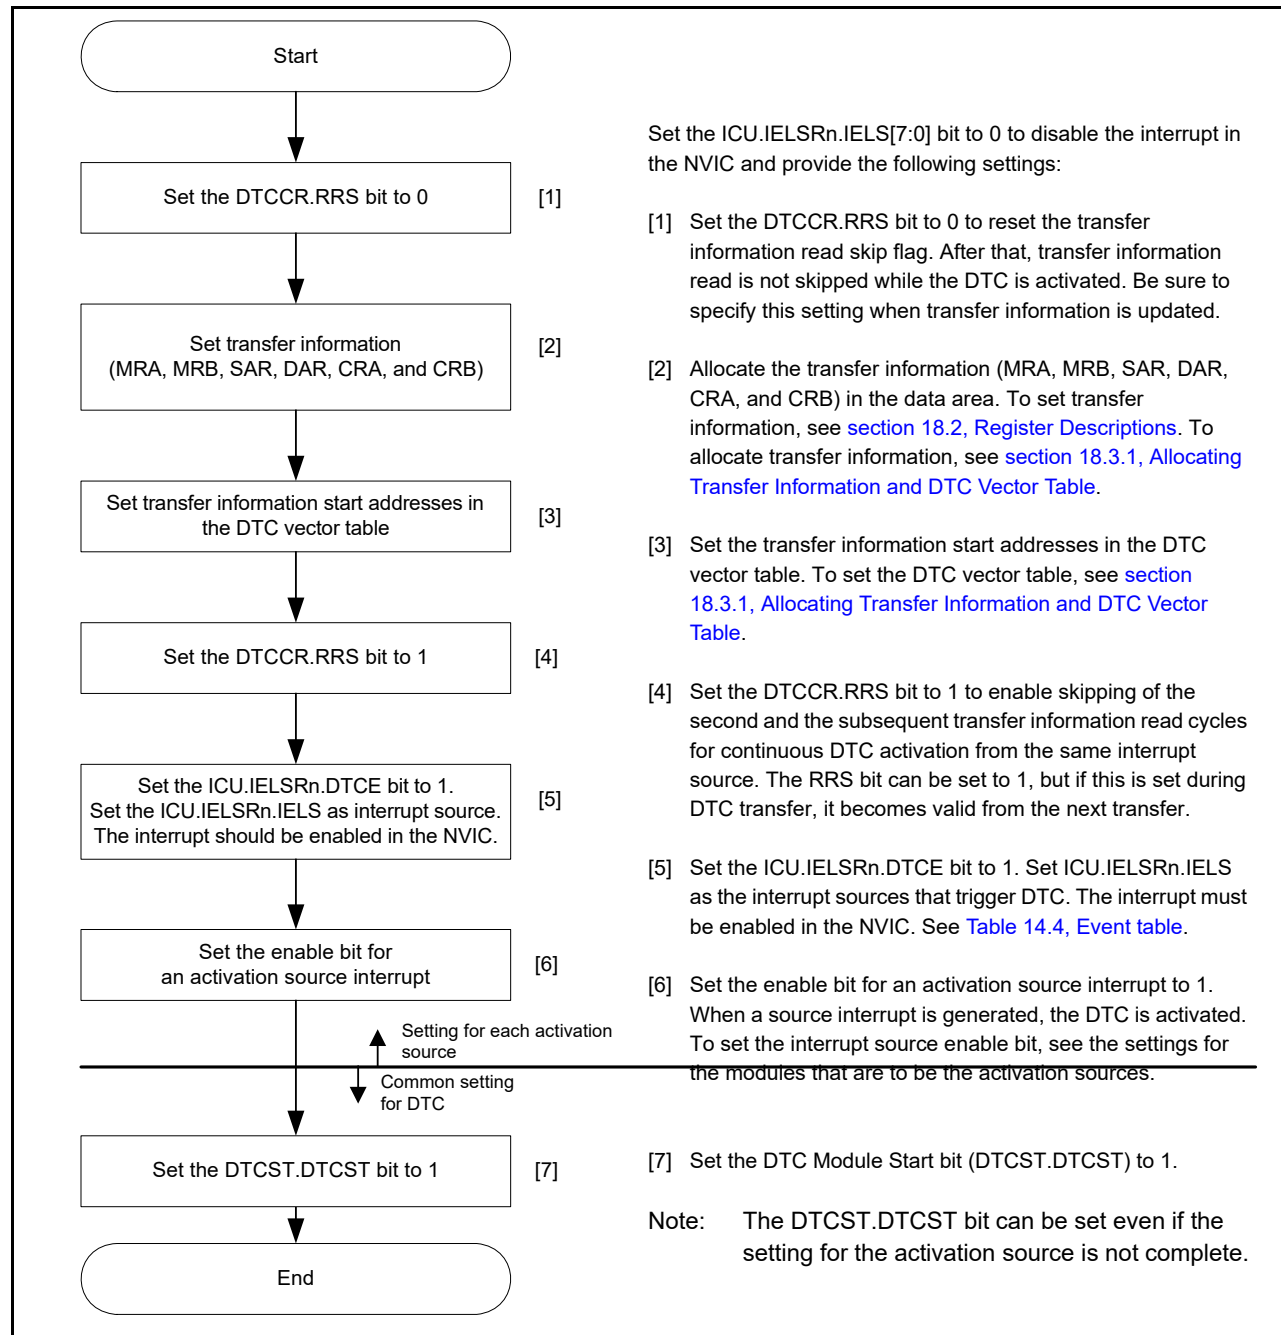 Start
Set the DTCCR.RRS bit to 0
[1]
Set transfer information
(MRA, MRB, SAR, DAR, CRA, and CRB)
[2]
Set transfer information start addresses in
the DTC vector table
[3]
Set the DTCCR.RRS bit to 1
[4]
Set the ICU.IELSRn.DTCE bit to 1.
Set the ICU.IELSRn.IELS as interrupt source.
The interrupt should be enabled in the NVIC.
[5]
Set the enable bit for
an activation source interrupt
[6]
Setting for each activation
source
Common setting
for DTC
Set the DTCST.DTCST bit to 1
[7]
End
Set the ICU.IELSRn.IELS[7:0] bit to 0 to disable the interrupt in
the NVIC and provide the following settings:
[1] Set the DTCCR.RRS bit to 0 to reset the transfer
information read skip flag. After that, transfer information
read is not skipped while the DTC is activated. Be sure to
specify this setting when transfer information is updated.
[2] Allocate the transfer information (MRA, MRB, SAR, DAR,
CRA, and CRB) in the data area. To set transfer
information, see section 18.2, Register Descriptions. To
allocate transfer information, see section 18.3.1, Allocating
Transfer Information and DTC Vector Table.
[3] Set the transfer information start addresses in the DTC
vector table. To set the DTC vector table, see section
18.3.1, Allocating Transfer Information and DTC Vector
Table.
[4] Set the DTCCR.RRS bit to 1 to enable skipping of the
second and the subsequent transfer information read cycles
for continuous DTC activation from the same interrupt
source. The RRS bit can be set to 1, but if this is set during
DTC transfer, it becomes valid from the next transfer.
[5] Set the ICU.IELSRn.DTCE bit to 1. Set ICU.IELSRn.IELS
as the interrupt sources that trigger DTC. The interrupt must
be enabled in the NVIC. See Table 14.4, Event table.
[6] Set the enable bit for an activation source interrupt to 1.
When a source interrupt is generated, the DTC is activated.
To set the interrupt source enable bit, see the settings for
the modules that are to be the activation sources.
[7] Set the DTC Module Start bit (DTCST.DTCST) to 1.
Note: The DTCST.DTCST bit can be set even if the
setting for the activation source is not complete.